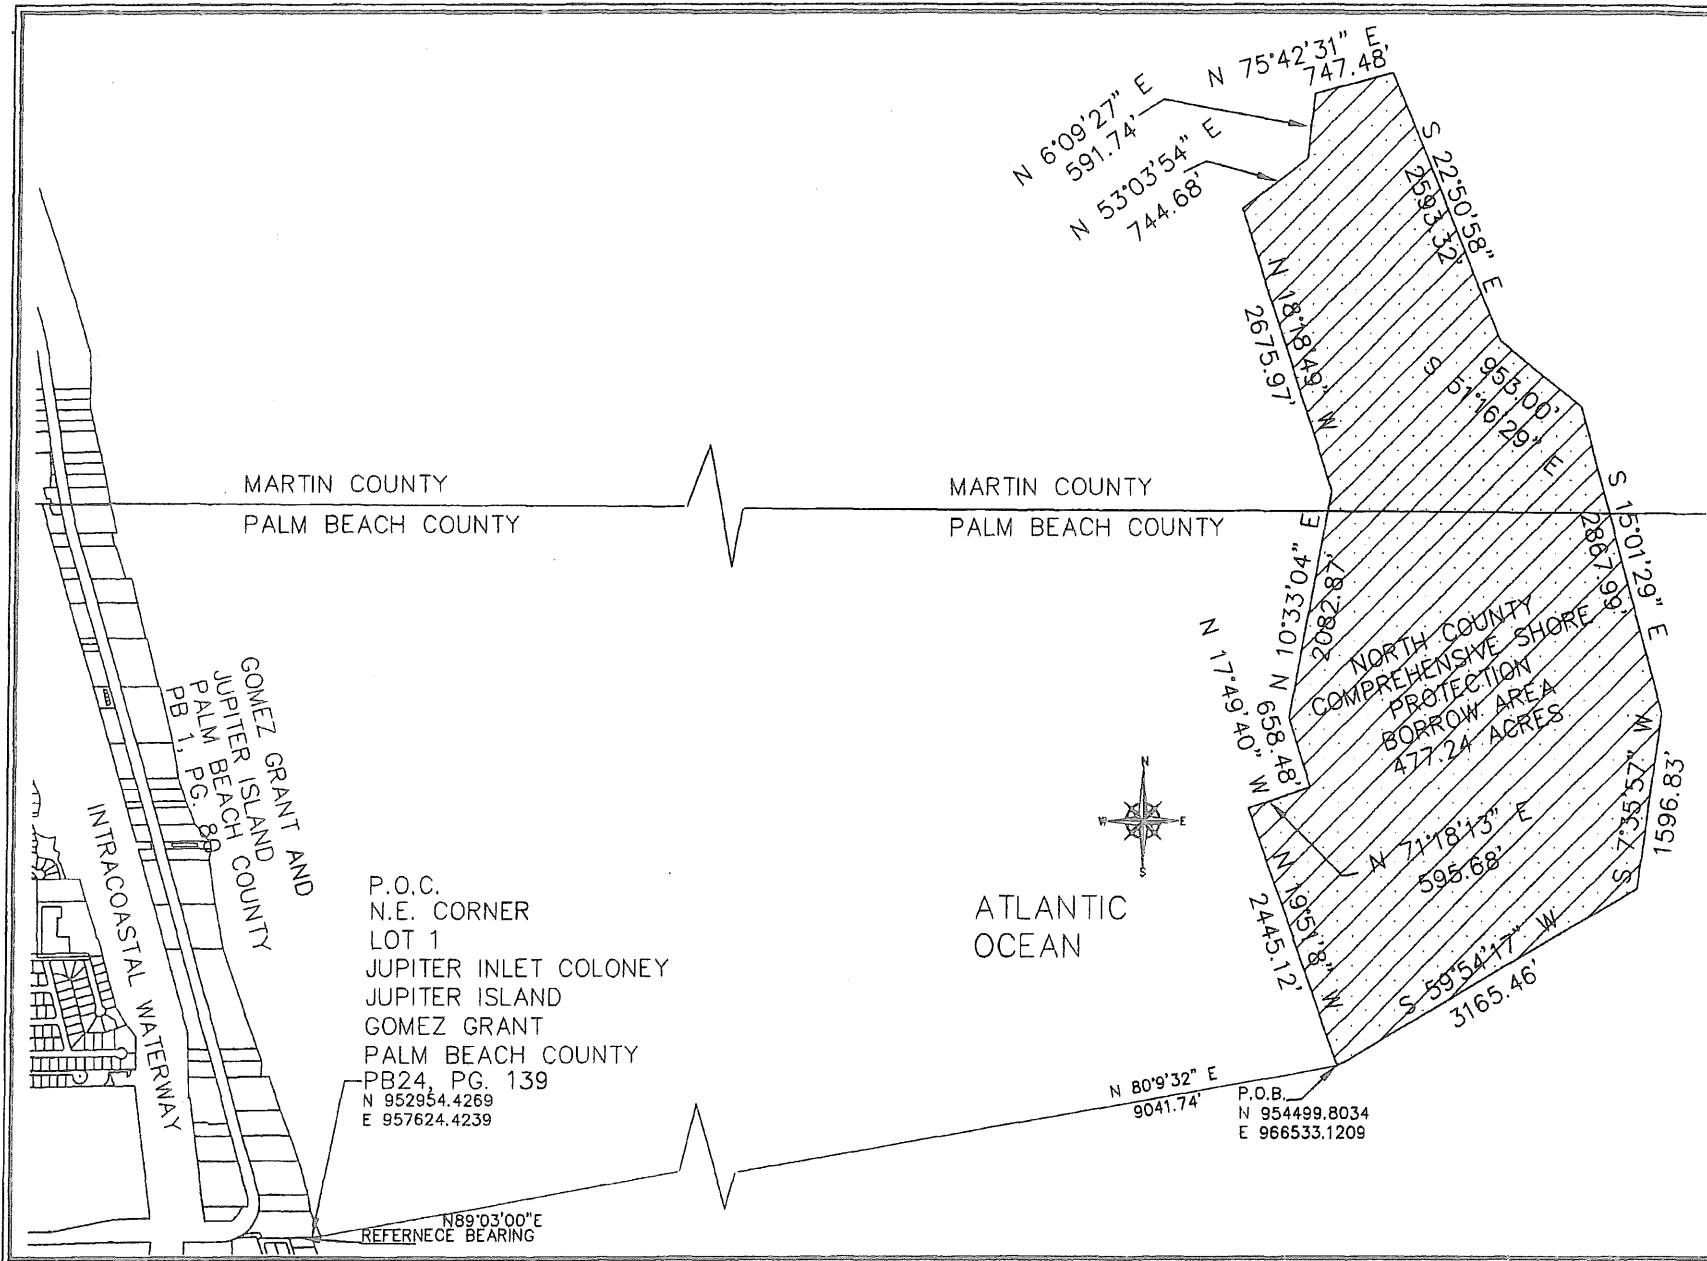 N 75°42'31" E
747.48'
N 6°09'27" E
591.74'
N 53°03'54" E
744.68'
S 22°50'58" E
2593.32'
N 18°18'49" W
2675.97'
953.00'
S 51°16'29" E
MARTIN COUNTY
PALM BEACH COUNTY
MARTIN COUNTY
PALM BEACH COUNTY
S 15°01'29" E
2867.99'
N 10°33'04" E
2082.87'
N 17°49'40" W
658.48'
NORTH COUNTY
COMPREHENSIVE SHORE
PROTECTION
BORROW AREA
477.24 ACRES
S 7°35'57" W
1596.83'
N 71°18'13" E
595.68'
N 19°51'8" W
2445.12'
S 59°54'17" W
3165.46'
N
W
E
S
ATLANTIC
OCEAN
GOMEZ GRANT AND
JUPITER ISLAND
PALM BEACH COUNTY
PB 1, PG. 80
INTRACOASTAL WATERWAY
P.O.C.
N.E. CORNER
LOT 1
JUPITER INLET COLONEY
JUPITER ISLAND
GOMEZ GRANT
PALM BEACH COUNTY
PB24, PG. 139
N 952954.4269
E 957624.4239
N 80°9'32" E
9041.74'
P.O.B.
N 954499.8034
E 966533.1209
N89°03'00"E
REFERNECE BEARING